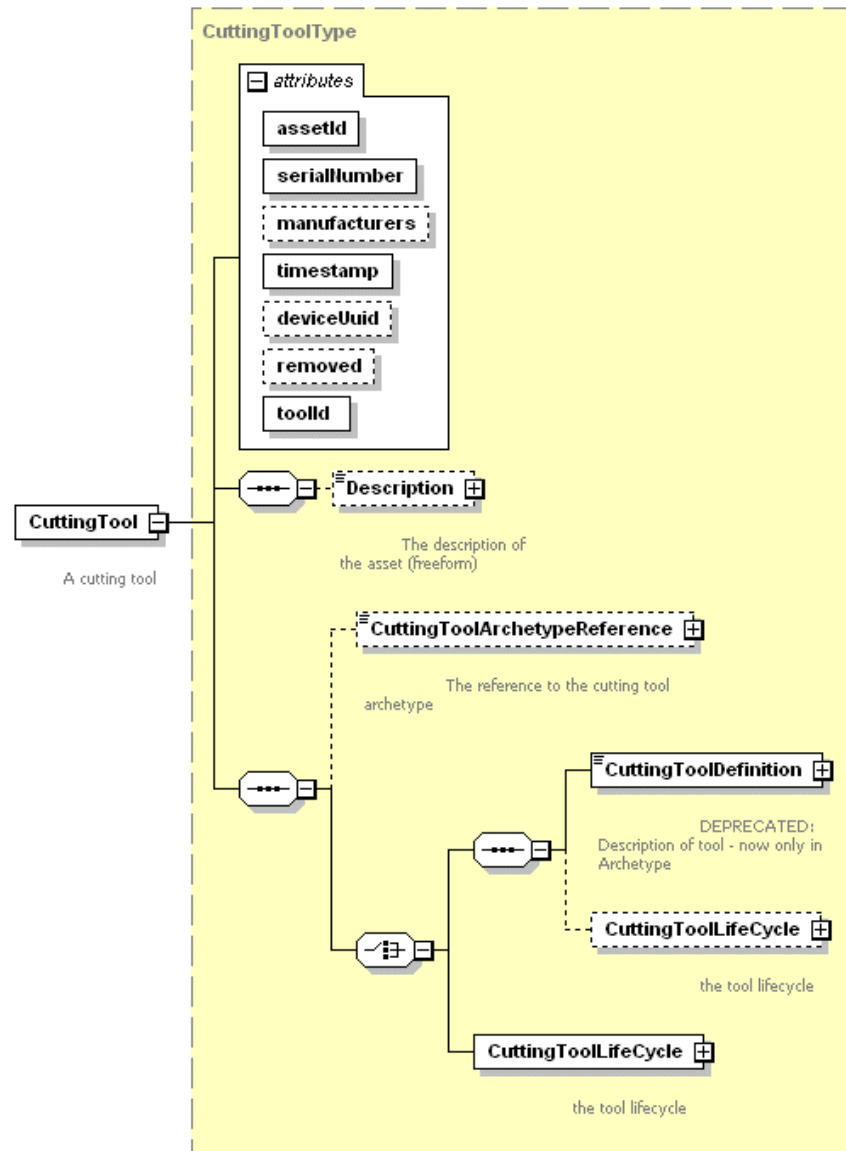 CuttingToolType
attributes
assetId
serialNumber
manufacturers
timestamp
deviceUuid
removed
toolId
Description
The description of
the asset (freeform)
CuttingTool
A cutting tool
CuttingToolArchetypeReference
The reference to the cutting tool
archetype
CuttingToolDefinition
DEPRECATED:
Description of tool - now only in
Archetype
CuttingToolLifeCycle
the tool lifecycle
CuttingToolLifeCycle
the tool lifecycle